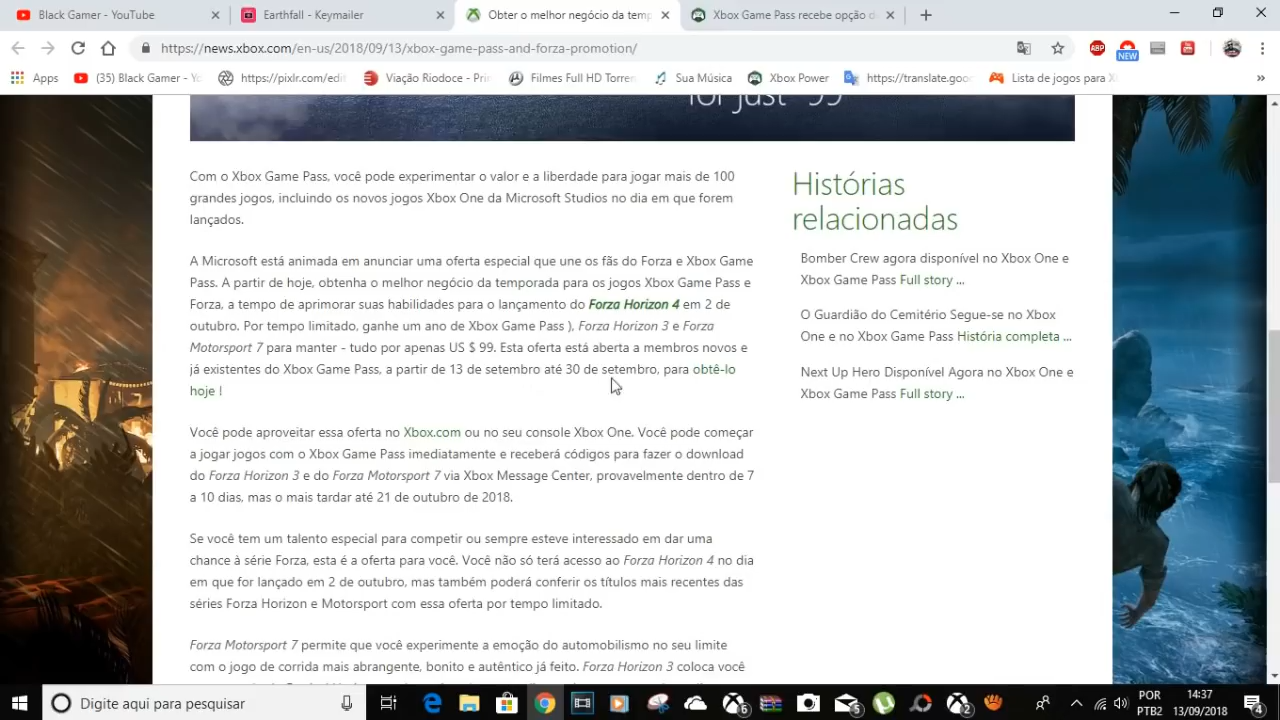 Black Gamer - YouTube
Earthfall - Keymailer
Obter o melhor negócio da temp
Xbox Game Pass recebe opção d
https://news.xbox.com/en-us/2018/09/13/xbox-game-pass-and-forza-promotion/
ABP
NEW
Apps
(35) Black Gamer - Yo
https://pixlr.com/edit
Viação Riodoce - Prin
Filmes Full HD Torren
Sua Música
Xbox Power
https://translate.goog
Lista de jogos para X
for just $99
Com o Xbox Game Pass, você pode experimentar o valor e a liberdade para jogar mais de 100
grandes jogos, incluindo os novos jogos Xbox One da Microsoft Studios no dia em que forem
lançados.
A Microsoft está animada em anunciar uma oferta especial que une os fãs do Forza e Xbox Game
Pass. A partir de hoje, obtenha o melhor negócio da temporada para os jogos Xbox Game Pass e
Forza, a tempo de aprimorar suas habilidades para o lançamento do Forza Horizon 4 em 2 de
outubro. Por tempo limitado, ganhe um ano de Xbox Game Pass ), Forza Horizon 3 e Forza
Motorsport 7 para manter - tudo por apenas US $ 99. Esta oferta está aberta a membros novos e
já existentes do Xbox Game Pass, a partir de 13 de setembro até 30 de setembro, para obtê-lo
hoje !
Você pode aproveitar essa oferta no Xbox.com ou no seu console Xbox One. Você pode começar
a jogar jogos com o Xbox Game Pass imediatamente e receberá códigos para fazer o download
do Forza Horizon 3 e do Forza Motorsport 7 via Xbox Message Center, provavelmente dentro de 7
a 10 dias, mas o mais tardar até 21 de outubro de 2018.
Se você tem um talento especial para competir ou sempre esteve interessado em dar uma
chance à série Forza, esta é a oferta para você. Você não só terá acesso ao Forza Horizon 4 no dia
em que for lançado em 2 de outubro, mas também poderá conferir os títulos mais recentes das
séries Forza Horizon e Motorsport com essa oferta por tempo limitado.
Forza Motorsport 7 permite que você experimente a emoção do automobilismo no seu limite
com o jogo de corrida mais abrangente, bonito e autêntico já feito. Forza Horizon 3 coloca você
Histórias
relacionadas
Bomber Crew agora disponível no Xbox One e
Xbox Game Pass Full story ...
O Guardião do Cemitério Segue-se no Xbox
One e no Xbox Game Pass História completa ...
Next Up Hero Disponível Agora no Xbox One e
Xbox Game Pass Full story ...
Digite aqui para pesquisar
6
5
2
POR
PTB2
14:37
13/09/2018
4